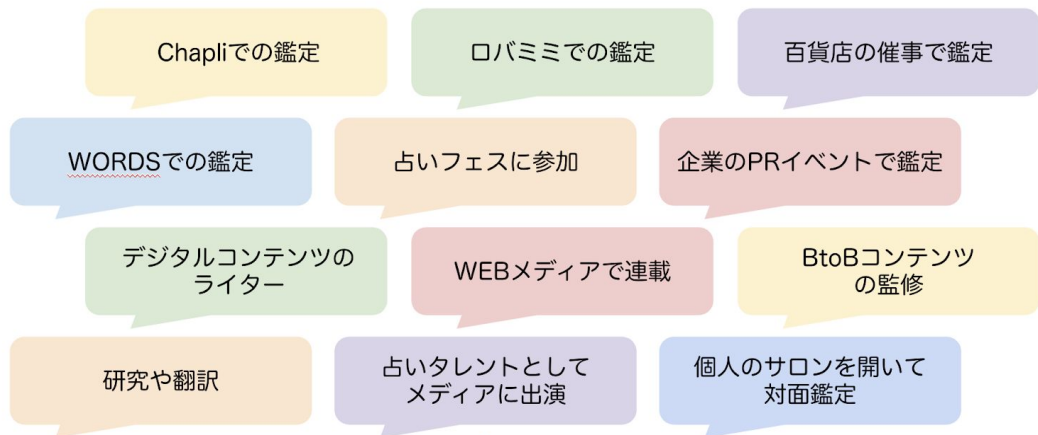 Chapliでの鑑定
ロバミミでの鑑定
百貨店の催事で鑑定
WORDSでの鑑定
占いフェスに参加
企業のPRイベントで鑑定
デジタルコンテンツの
ライター
WEBメディアで連載
BtoBコンテンツ
の監修
研究や翻訳
占いタレントとして
メディアに出演
個人のサロンを開いて
対面鑑定